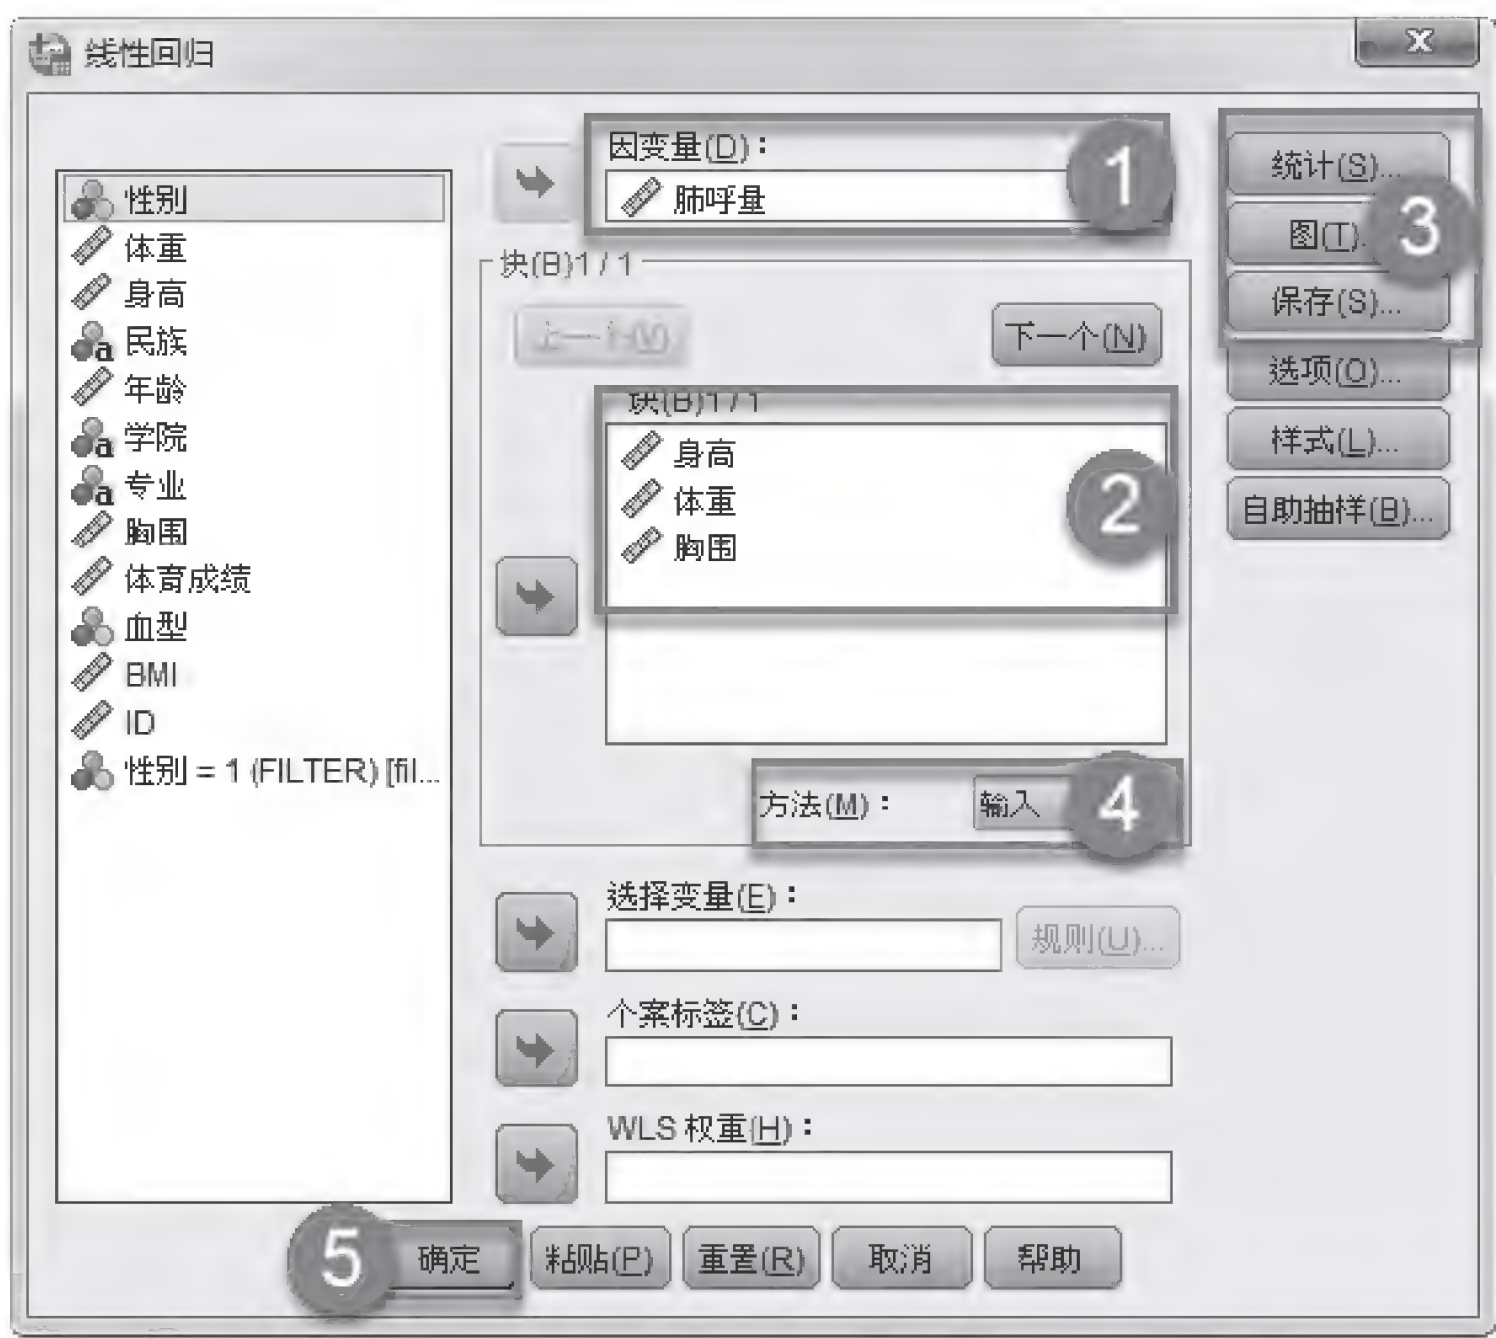 线性回归
x
性别
体重
身高
民族
年龄
学院
专业
胸围
体育成绩
血型
BMI
ID
性别 = 1 (FILTER) [fil...
因变量(D)：
肺呼量
1
块(B)1 / 1
下一个(N)
块(B)1 / 1
身高
体重
胸围
2
方法(M)：
输入
4
选择变量(E)：
规则(U)...
个案标签(C)：
WLS 权重(H)：
统计(S)...
图(T).
3
保存(S)...
选项(O)...
样式(L)...
自助抽样(B)...
5
确定
粘贴(P)
重置(R)
取消
帮助